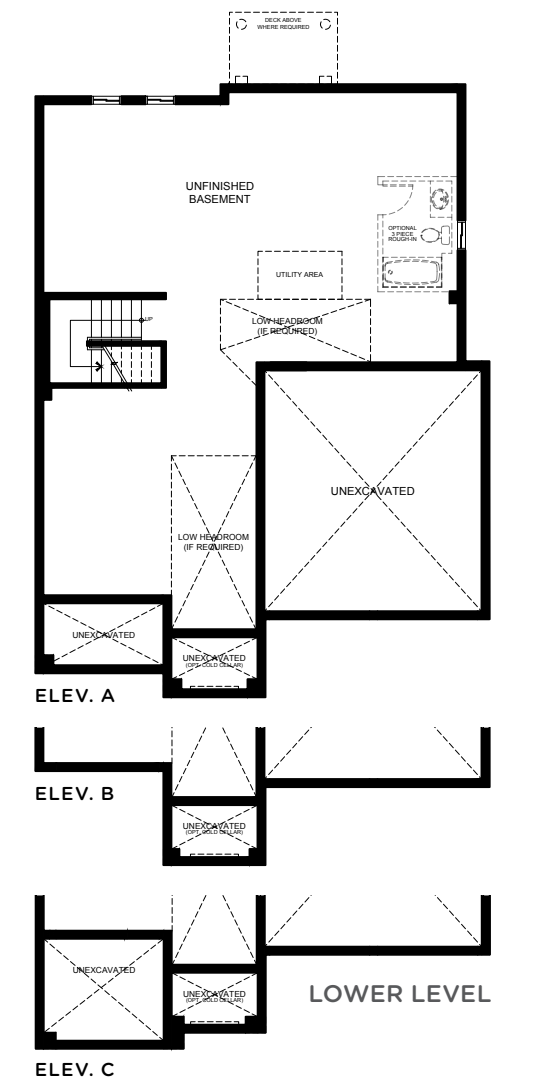 DECK ABOVE
WHERE REQUIRED
UNFINISHED
BASEMENT
OPTIONAL
3 PIECE
ROUGH-IN
UTILITY AREA
UP
LOW HEADROOM
(IF REQUIRED)
UNEXCAVATED
LOW HEADROOM
(IF REQUIRED)
UNEXCAVATED
UNEXCAVATED
(OPT. COLD CELLAR)
ELEV. A
ELEV. B
UNEXCAVATED
(OPT. COLD CELLAR)
UNEXCAVATED
UNEXCAVATED
(OPT. COLD CELLAR)
LOWER LEVEL
ELEV. C